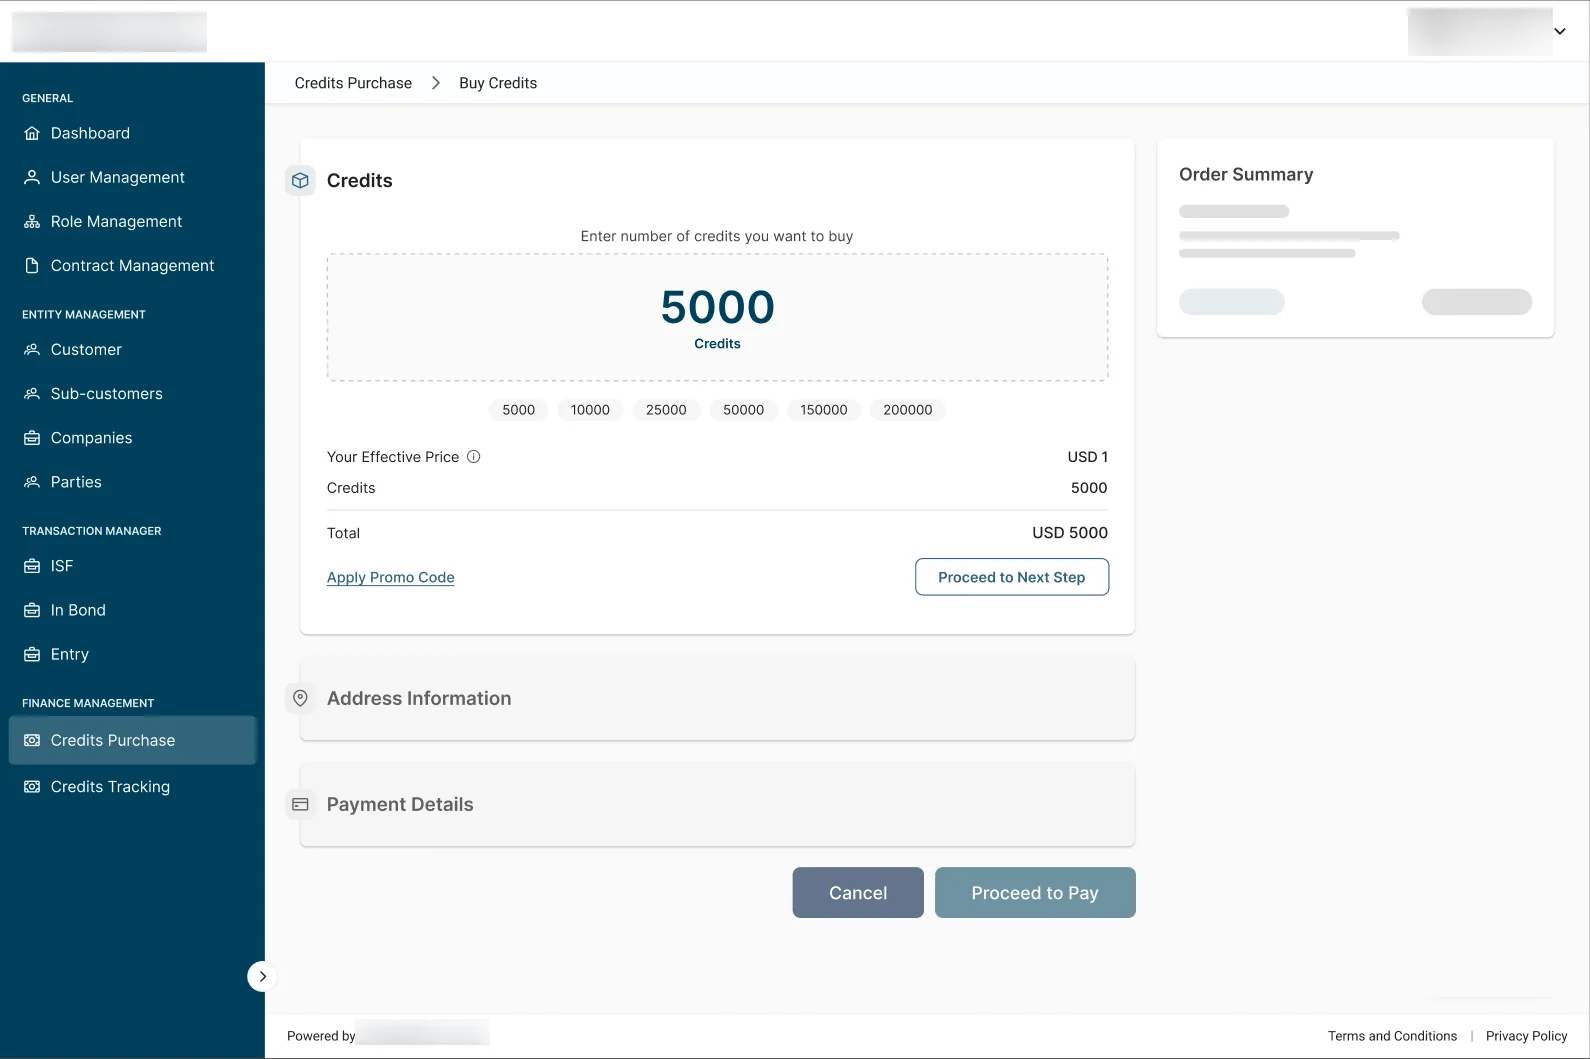 Credits Purchase > Buy Credits
GENERAL
Dashboard
User Management
Role Management
Contract Management
ENTITY MANAGEMENT
Customer
Sub-customers
Companies
Parties
TRANSACTION MANAGER
ISF
In Bond
Entry
FINANCE MANAGEMENT
Credits Purchase
Credits Tracking
Credits
Enter number of credits you want to buy
5000
Credits
5000 10000 25000 50000 150000 200000
Your Effective Price USD 1
Credits 5000
Total USD 5000
Apply Promo Code Proceed to Next Step
Address Information
Payment Details
Cancel Proceed to Pay
Order Summary
Powered by
Terms and Conditions | Privacy Policy